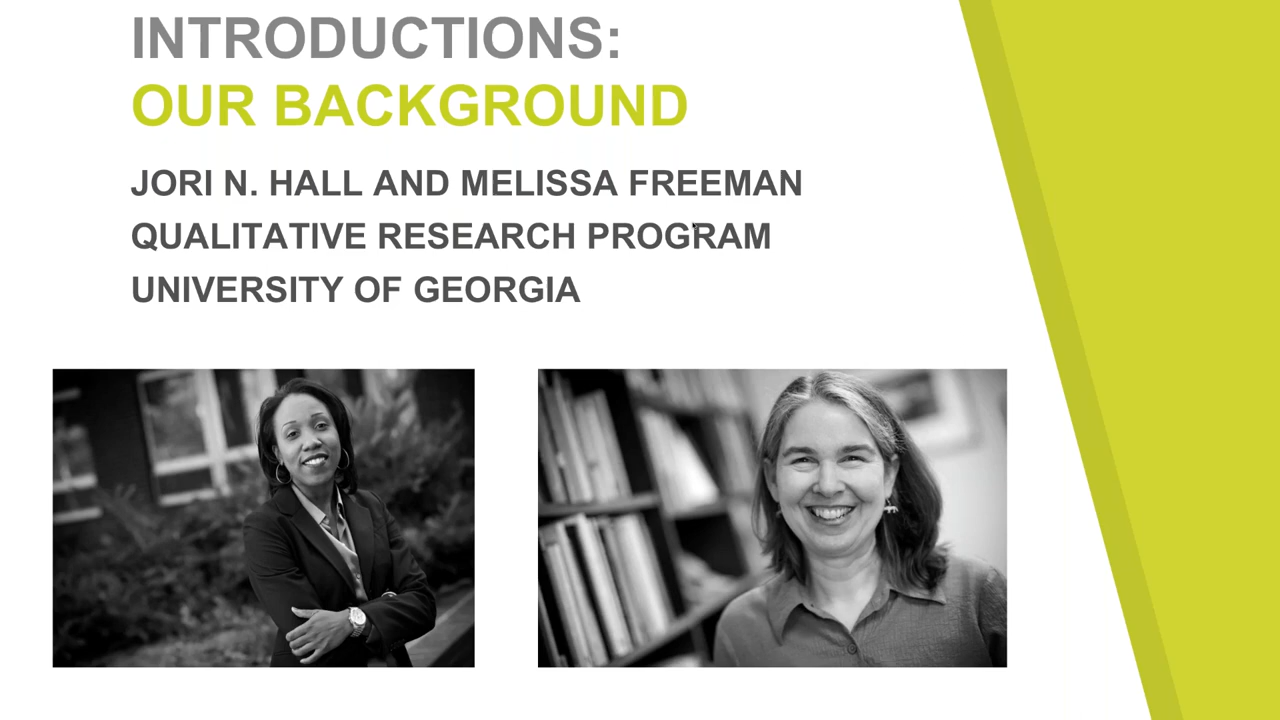 INTRODUCTIONS:
OUR BACKGROUND
JORI N. HALL AND MELISSA FREEMAN
QUALITATIVE RESEARCH PROGRAM
UNIVERSITY OF GEORGIA